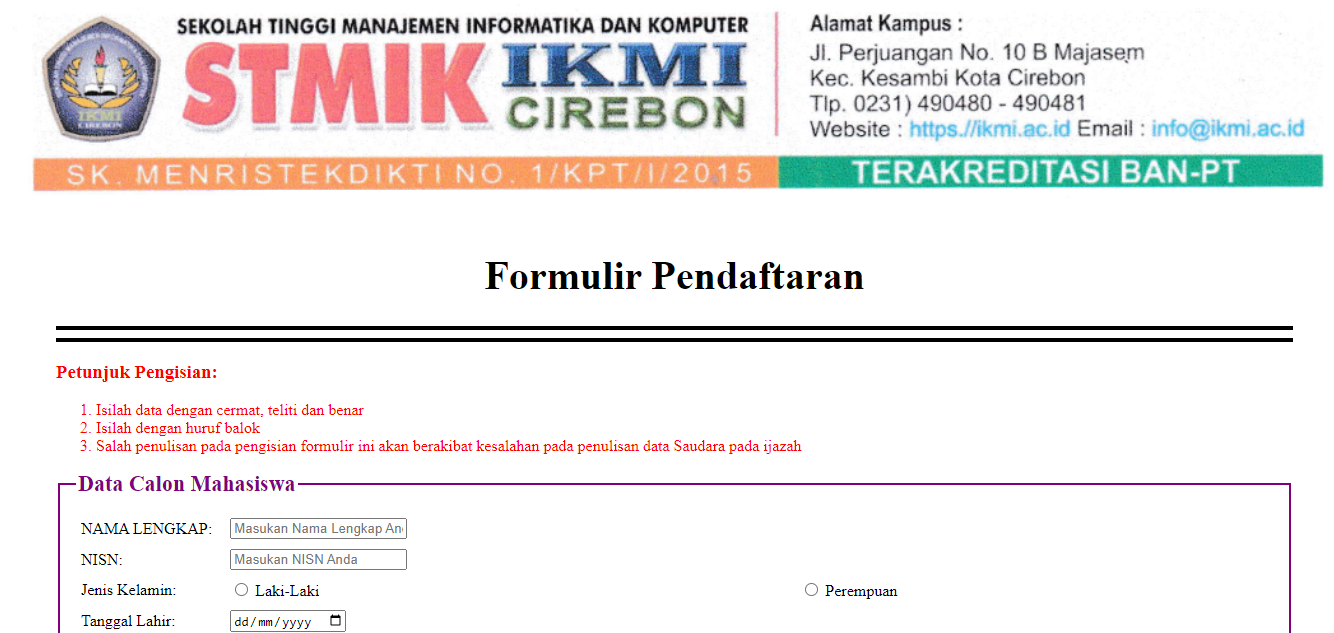 SEKOLAH TINGGI MANAJEMEN INFORMATIKA DAN KOMPUTER
STMIK IKMI
CIREBON
IKMI
CIREBON
Alamat Kampus :
Jl. Perjuangan No. 10 B Majasem
Kec. Kesambi Kota Cirebon
Tlp. 0231) 490480 - 490481
Website : https.//ikmi.ac.id Email : info@ikmi.ac.id
SK. MENRISTEKDIKTI NO. 1/KPT/I/2015
TERAKREDITASI BAN-PT
Formulir Pendaftaran
Petunjuk Pengisian:
1. Isilah data dengan cermat, teliti dan benar
2. Isilah dengan huruf balok
3. Salah penulisan pada pengisian formulir ini akan berakibat kesalahan pada penulisan data Saudara pada ijazah
Data Calon Mahasiswa
NAMA LENGKAP: Masukan Nama Lengkap An
NISN: Masukan NISN Anda
Jenis Kelamin: Laki-Laki Perempuan
Tanggal Lahir: dd/mm/yyyy